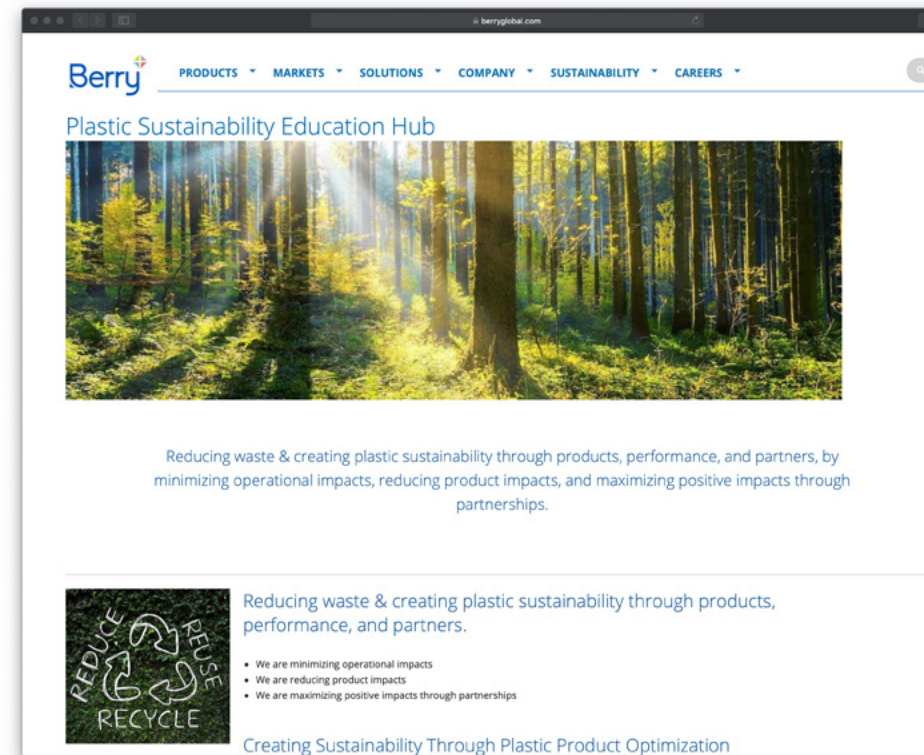 berryglobal.com
Berry
PRODUCTS MARKETS SOLUTIONS COMPANY SUSTAINABILITY CAREERS
Plastic Sustainability Education Hub
Reducing waste & creating plastic sustainability through products, performance, and partners, by
minimizing operational impacts, reducing product impacts, and maximizing positive impacts through
partnerships.
REDUCE
REUSE
RECYCLE
Reducing waste & creating plastic sustainability through products,
performance, and partners.
• We are minimizing operational impacts
• We are reducing product impacts
• We are maximizing positive impacts through partnerships
Creating Sustainability Through Plastic Product Optimization